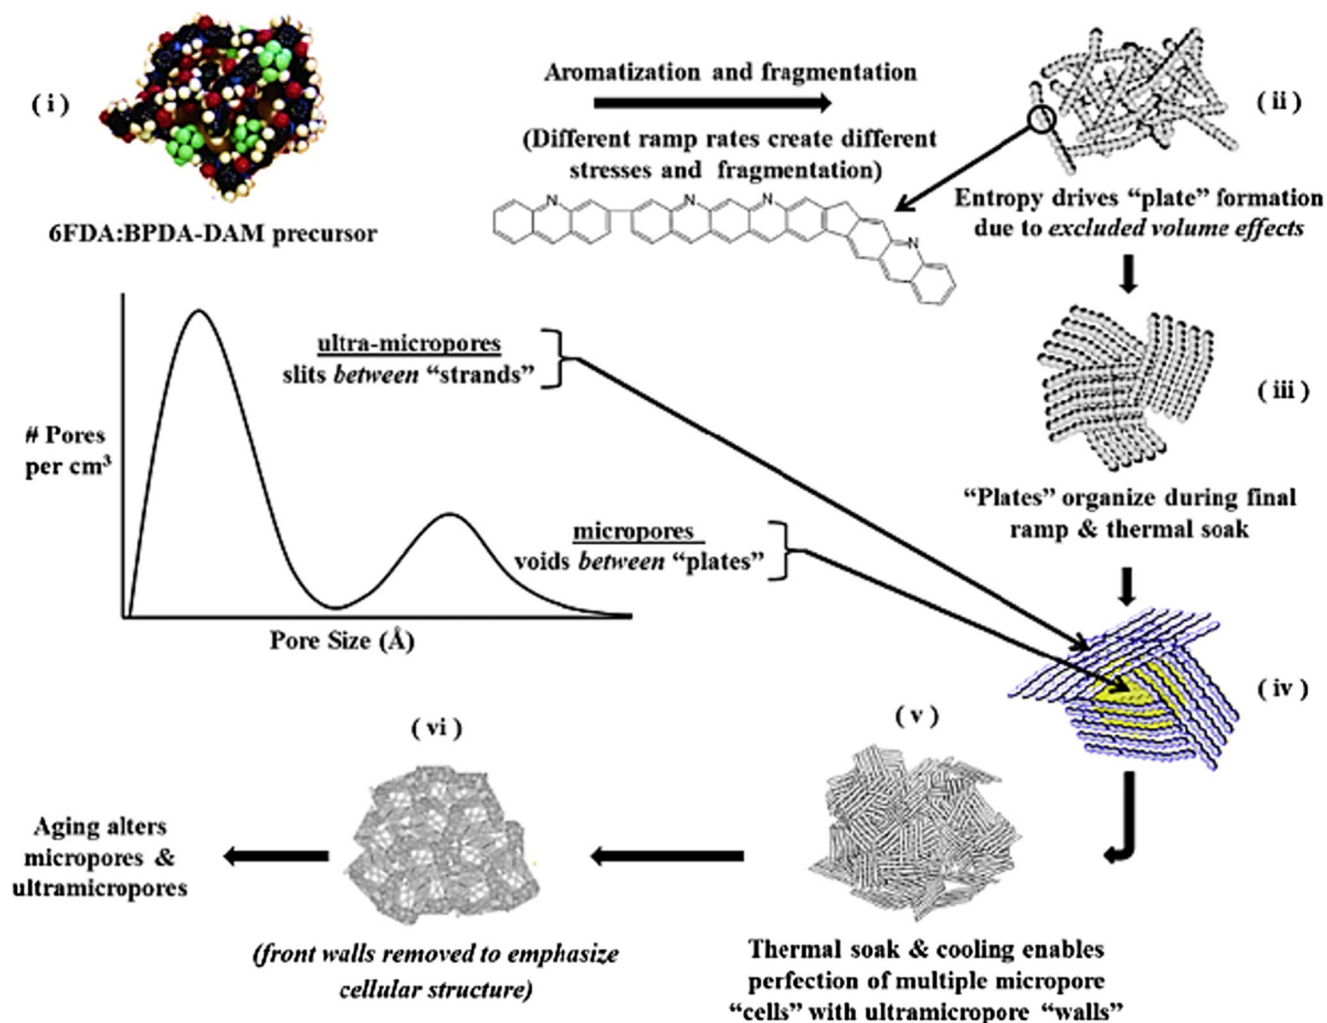 ( i )
6FDA:BPDA-DAM precursor
Aromatization and fragmentation
(Different ramp rates create different
stresses and fragmentation)
N
N
N
N
( ii )
Entropy drives “plate” formation
due to excluded volume effects
( iii )
“Plates” organize during final
ramp & thermal soak
# Pores
per cm³
ultra-micropores
slits between “strands”
micropores
voids between “plates”
Pore Size (Å)
( iv )
( v )
Thermal soak & cooling enables
perfection of multiple micropore
“cells” with ultramicropore “walls”
( vi )
(front walls removed to emphasize
cellular structure)
Aging alters
micropores &
ultramicropores